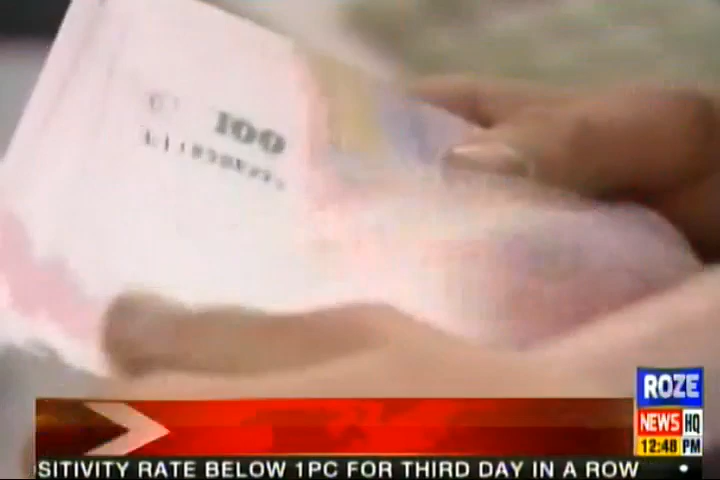 100
ROZE
NEWS HQ
12:48 PM
SITIVITY RATE BELOW 1PC FOR THIRD DAY IN A ROW •